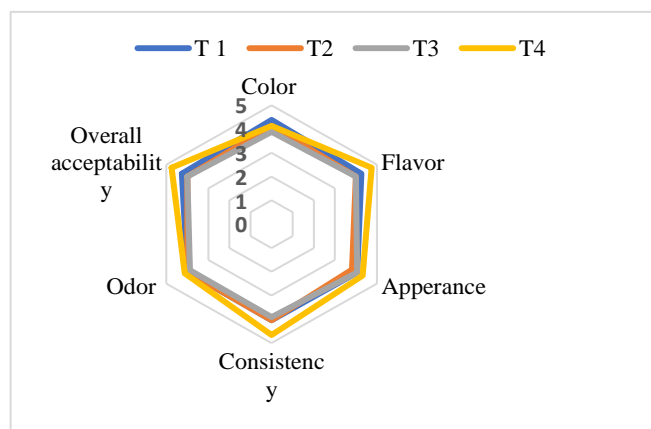 T 1 T2 T3 T4
Color
5
4
3
2
1
0
Overall
acceptabilit
y
Flavor
Odor
Apperance
Consistenc
y